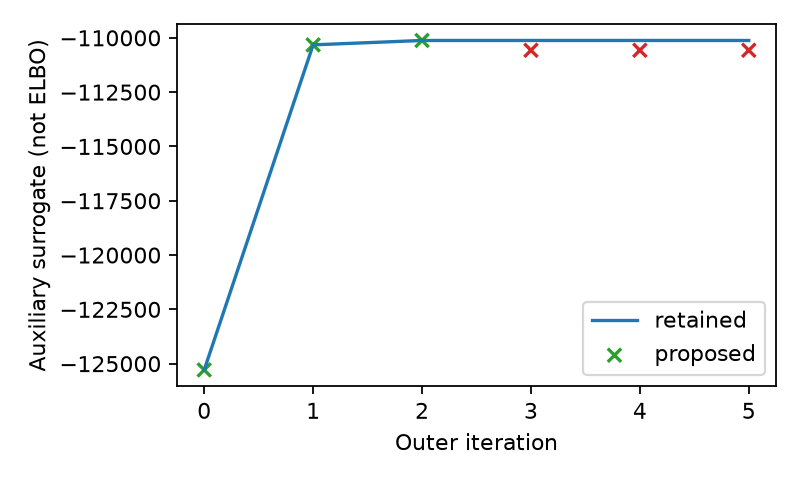 Auxiliary surrogate (not ELBO)
−110000
−112500
−115000
−117500
−120000
−122500
−125000
0 1 2 3 4 5
Outer iteration
retained
proposed